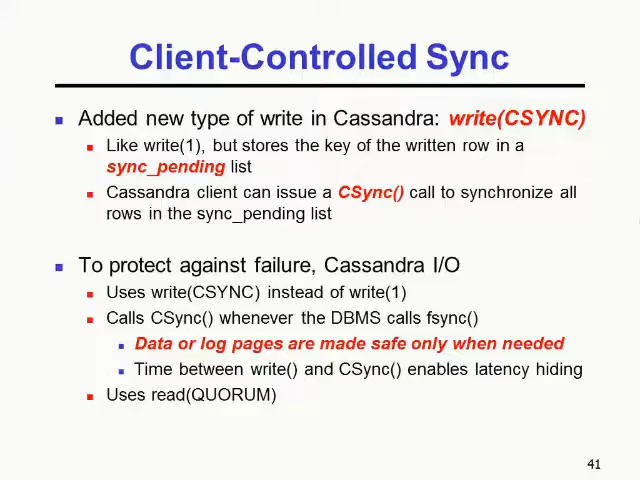 Client-Controlled Sync
Added new type of write in Cassandra: write(CSYNC)
Like write(1), but stores the key of the written row in a
sync_pending list
Cassandra client can issue a CSync() call to synchronize all
rows in the sync_pending list
To protect against failure, Cassandra I/O
Uses write(CSYNC) instead of write(1)
Calls CSync() whenever the DBMS calls fsync()
Data or log pages are made safe only when needed
Time between write() and CSync() enables latency hiding
Uses read(QUORUM)
41